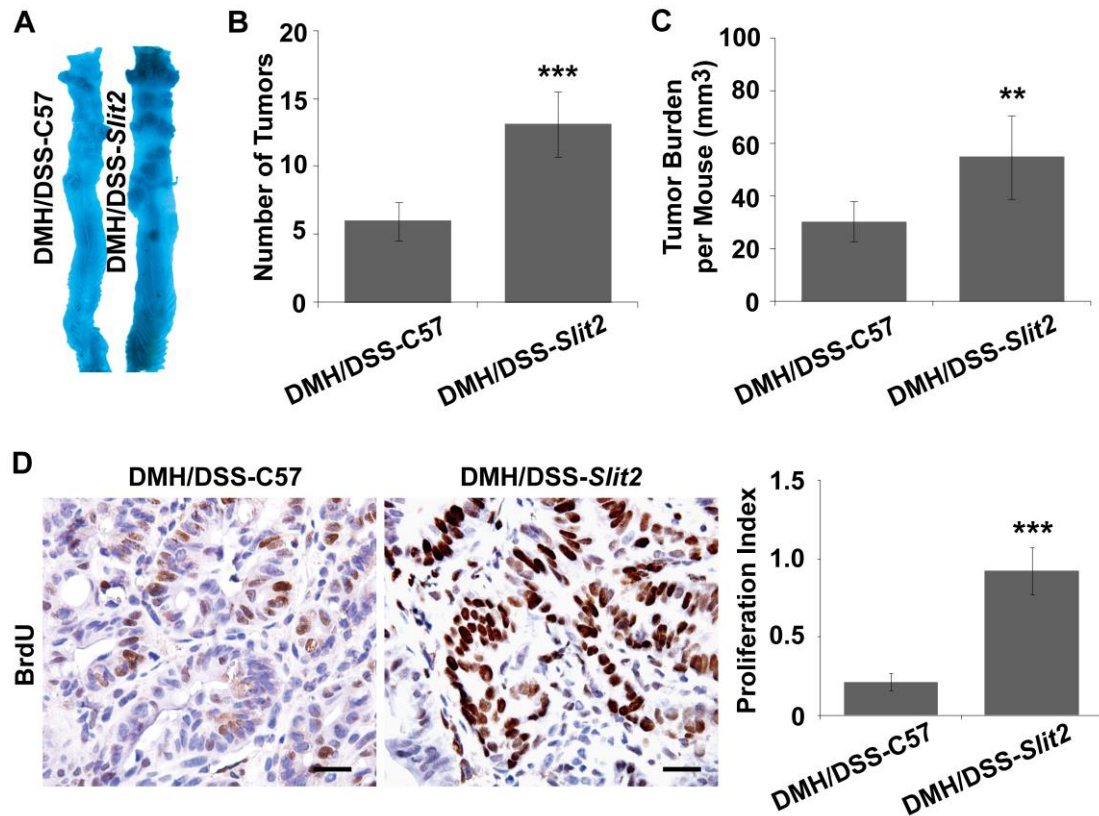 A
DMH/DSS-C57
DMH/DSS-Slit2
B
Number of Tumors
20
15
10
5
0
***
DMH/DSS-C57
DMH/DSS-Slit2
C
Tumor Burden
per Mouse (mm3)
100
80
60
40
20
0
**
DMH/DSS-C57
DMH/DSS-Slit2
D
DMH/DSS-C57
DMH/DSS-Slit2
BrdU
Proliferation Index
1.5
1.0
0.5
0
***
DMH/DSS-C57
DMH/DSS-Slit2